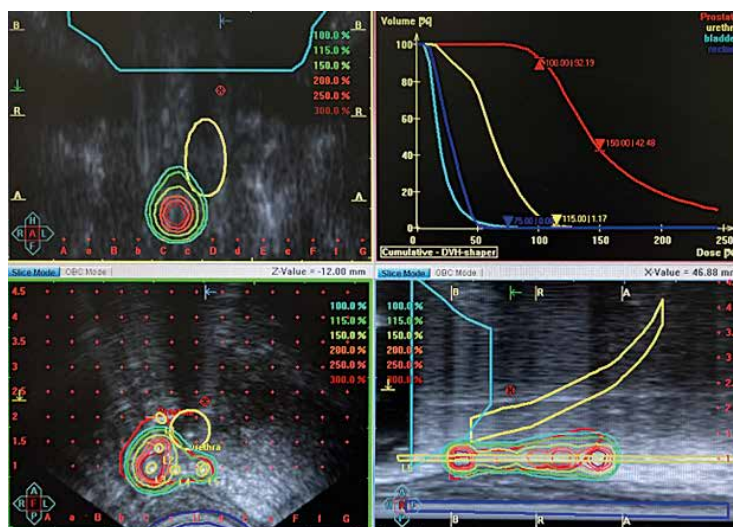 B
100.0 %
115.0 %
150.0 %
200.0 %
250.0 %
300.0 %
R
R
A
A
H
R A L
F
A a B b C c D d e F f G
Volume [%]
Prostat
urethr
bladde
rectum
100
100.00 | 92.19
80
60
150.00 | 42.48
40
20
75.00 | 0.00
115.00 | 1.17
0
0
50
100
150
200
Cumulative - DVH-shaper
Dose [%]
Slice Mode
OBC Mode
Z-Value = -12.00 mm
4.5
4
3.5
3
2.5
2
1.5
1
100.0 %
115.0 %
150.0 %
200.0 %
250.0 %
300.0 %
urethra
A
R F L
P
A a B b C c D d E e F f G
Slice Mode
OBC Mode
X-Value = 46.88 mm
100.0 %
115.0 %
150.0 %
200.0 %
250.0 %
300.0 %
B
R
A
B
R
A